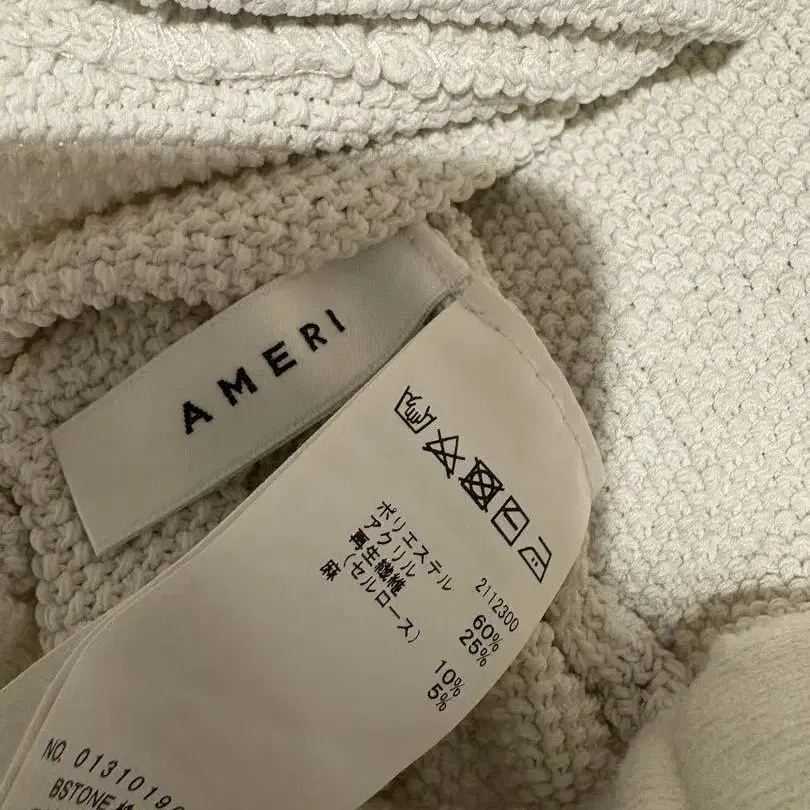 AMERI
2112300
ポリエステル 60%
アクリル 25%
再生繊維
(セルロース) 10%
麻 5%
NO. 0131019
BSTONE